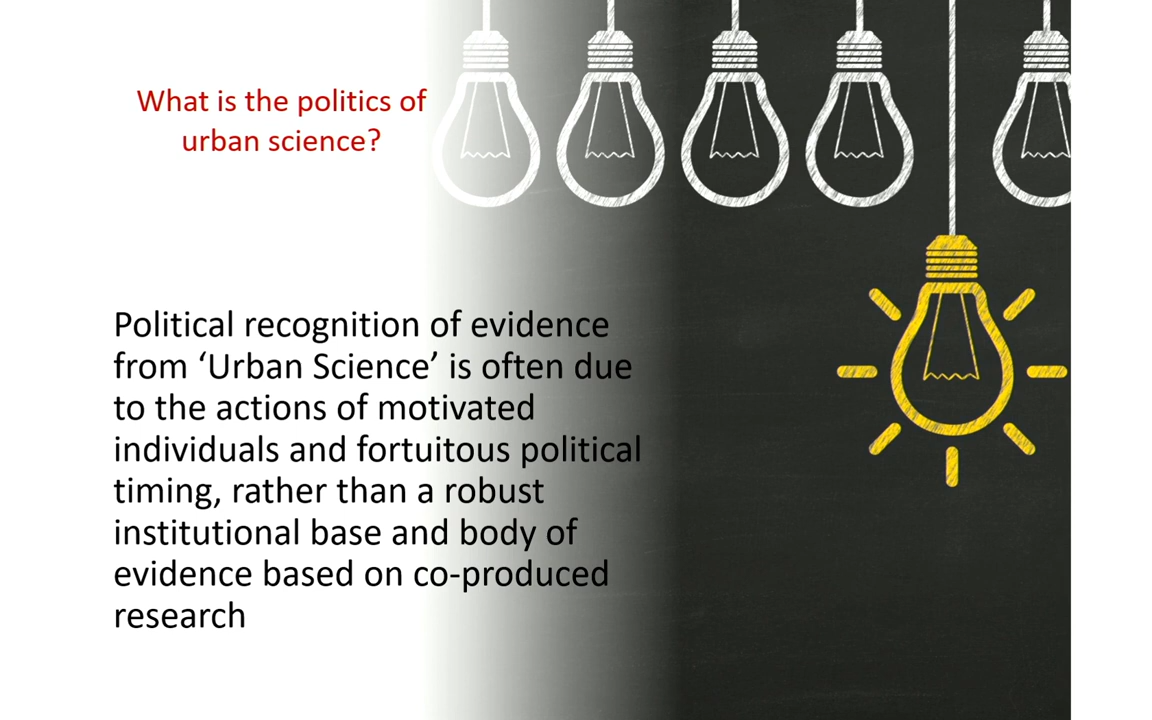 What is the politics of
urban science?
Political recognition of evidence
from ‘Urban Science’ is often due
to the actions of motivated
individuals and fortuitous political
timing, rather than a robust
institutional base and body of
evidence based on co-produced
research